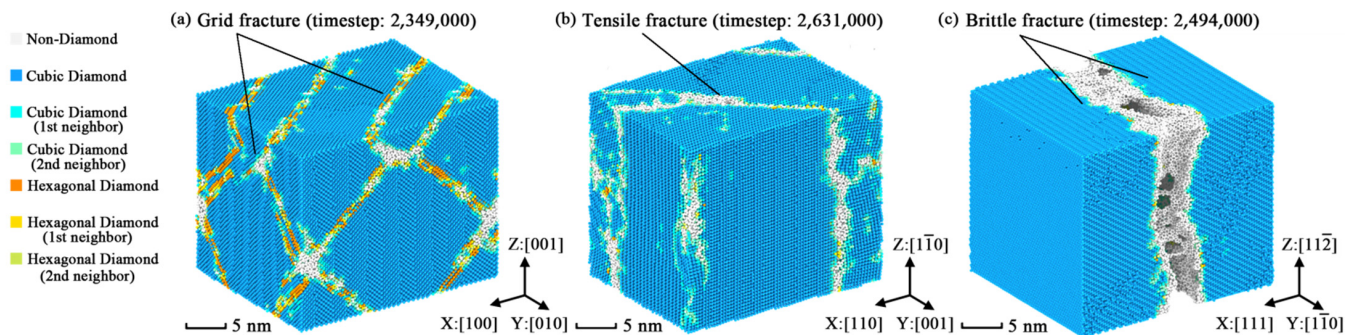 (a) Grid fracture (timestep: 2,349,000)
(b) Tensile fracture (timestep: 2,631,000)
(c) Brittle fracture (timestep: 2,494,000)
Non-Diamond
Cubic Diamond
Cubic Diamond
(1st neighbor)
Cubic Diamond
(2nd neighbor)
Hexagonal Diamond
Hexagonal Diamond
(1st neighbor)
Hexagonal Diamond
(2nd neighbor)
Z:[001]
X:[100] Y:[010]
5 nm
Z:[11̅0]
X:[110] Y:[001]
5 nm
Z:[112̅]
X:[111] Y:[11̅0]
5 nm